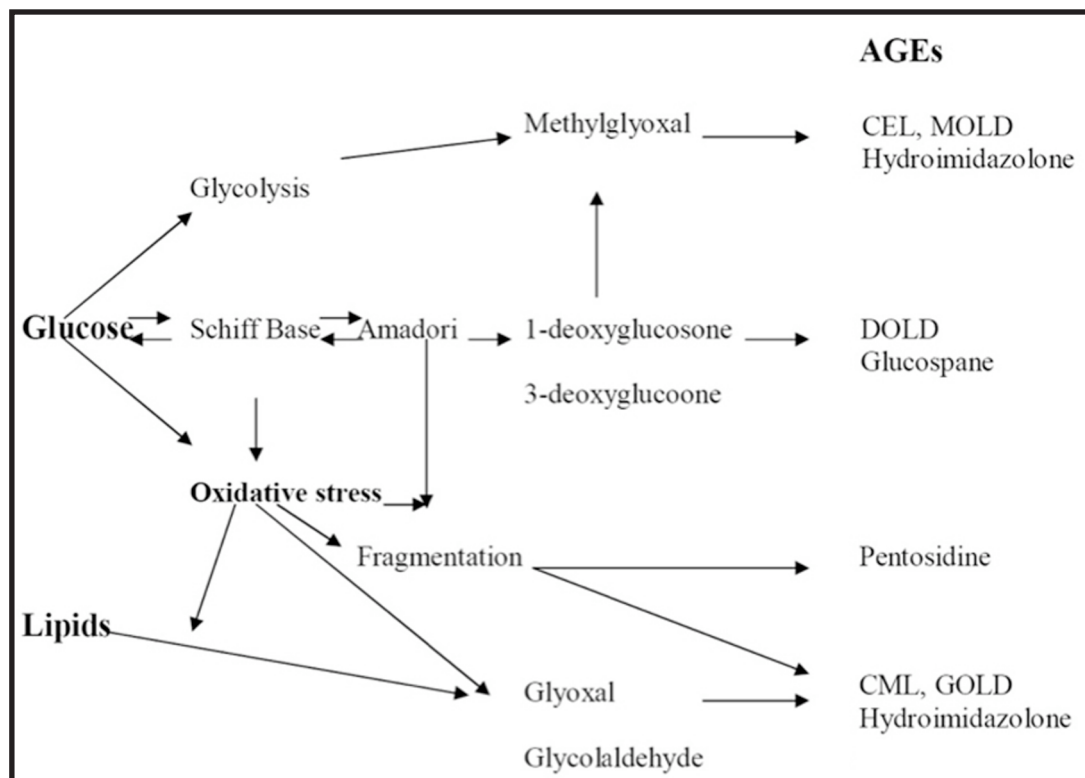 AGEs
Methylglyoxal
CEL, MOLD
Hydroimidazolone
Glycolysis
Glucose
Schiff Base
Amadori
1-deoxyglucosone
DOLD
Glucospane
3-deoxyglucoone
Oxidative stress
Fragmentation
Pentosidine
Lipids
Glyoxal
CML, GOLD
Hydroimidazolone
Glycolaldehyde